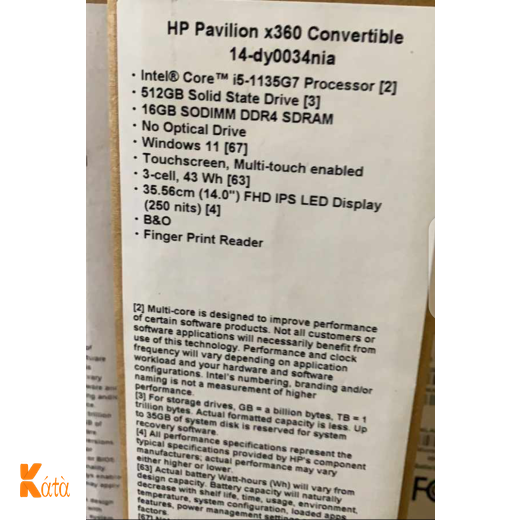 HP Pavilion x360 Convertible
14-dy0034nia
· Intel® Core™ i5-1135G7 Processor [2]
· 512GB Solid State Drive [3]
· 16GB SODIMM DDR4 SDRAM
· No Optical Drive
· Windows 11 [67]
· Touchscreen, Multi-touch enabled
· 3-cell, 43 Wh [63]
· 35.56cm (14.0") FHD IPS LED Display
(250 nits) [4]
· B&O
· Finger Print Reader
[2] Multi-core is designed to improve performance
of certain software products. Not all customers or
software applications will necessarily benefit from
use of this technology. Performance and clock
frequency will vary depending on application
workload and your hardware and software
configurations. Intel's numbering, branding and/or
naming is not a measurement of higher
performance.
[3] For storage drives, GB = a billion bytes, TB = 1
trillion bytes. Actual formatted capacity is less. Up
to 35GB of system disk is reserved for system
recovery software.
[4] All performance specifications represent the
typical specifications provided by HP's component
manufacturers; actual performance may vary
either higher or lower.
[63] Actual battery Watt-hours (Wh) will vary from
design capacity. Battery capacity will naturally
decrease with shelf life, time, usage, environment,
temperature, system configuration, loaded apps
features, power management settings
factors.
Kátà